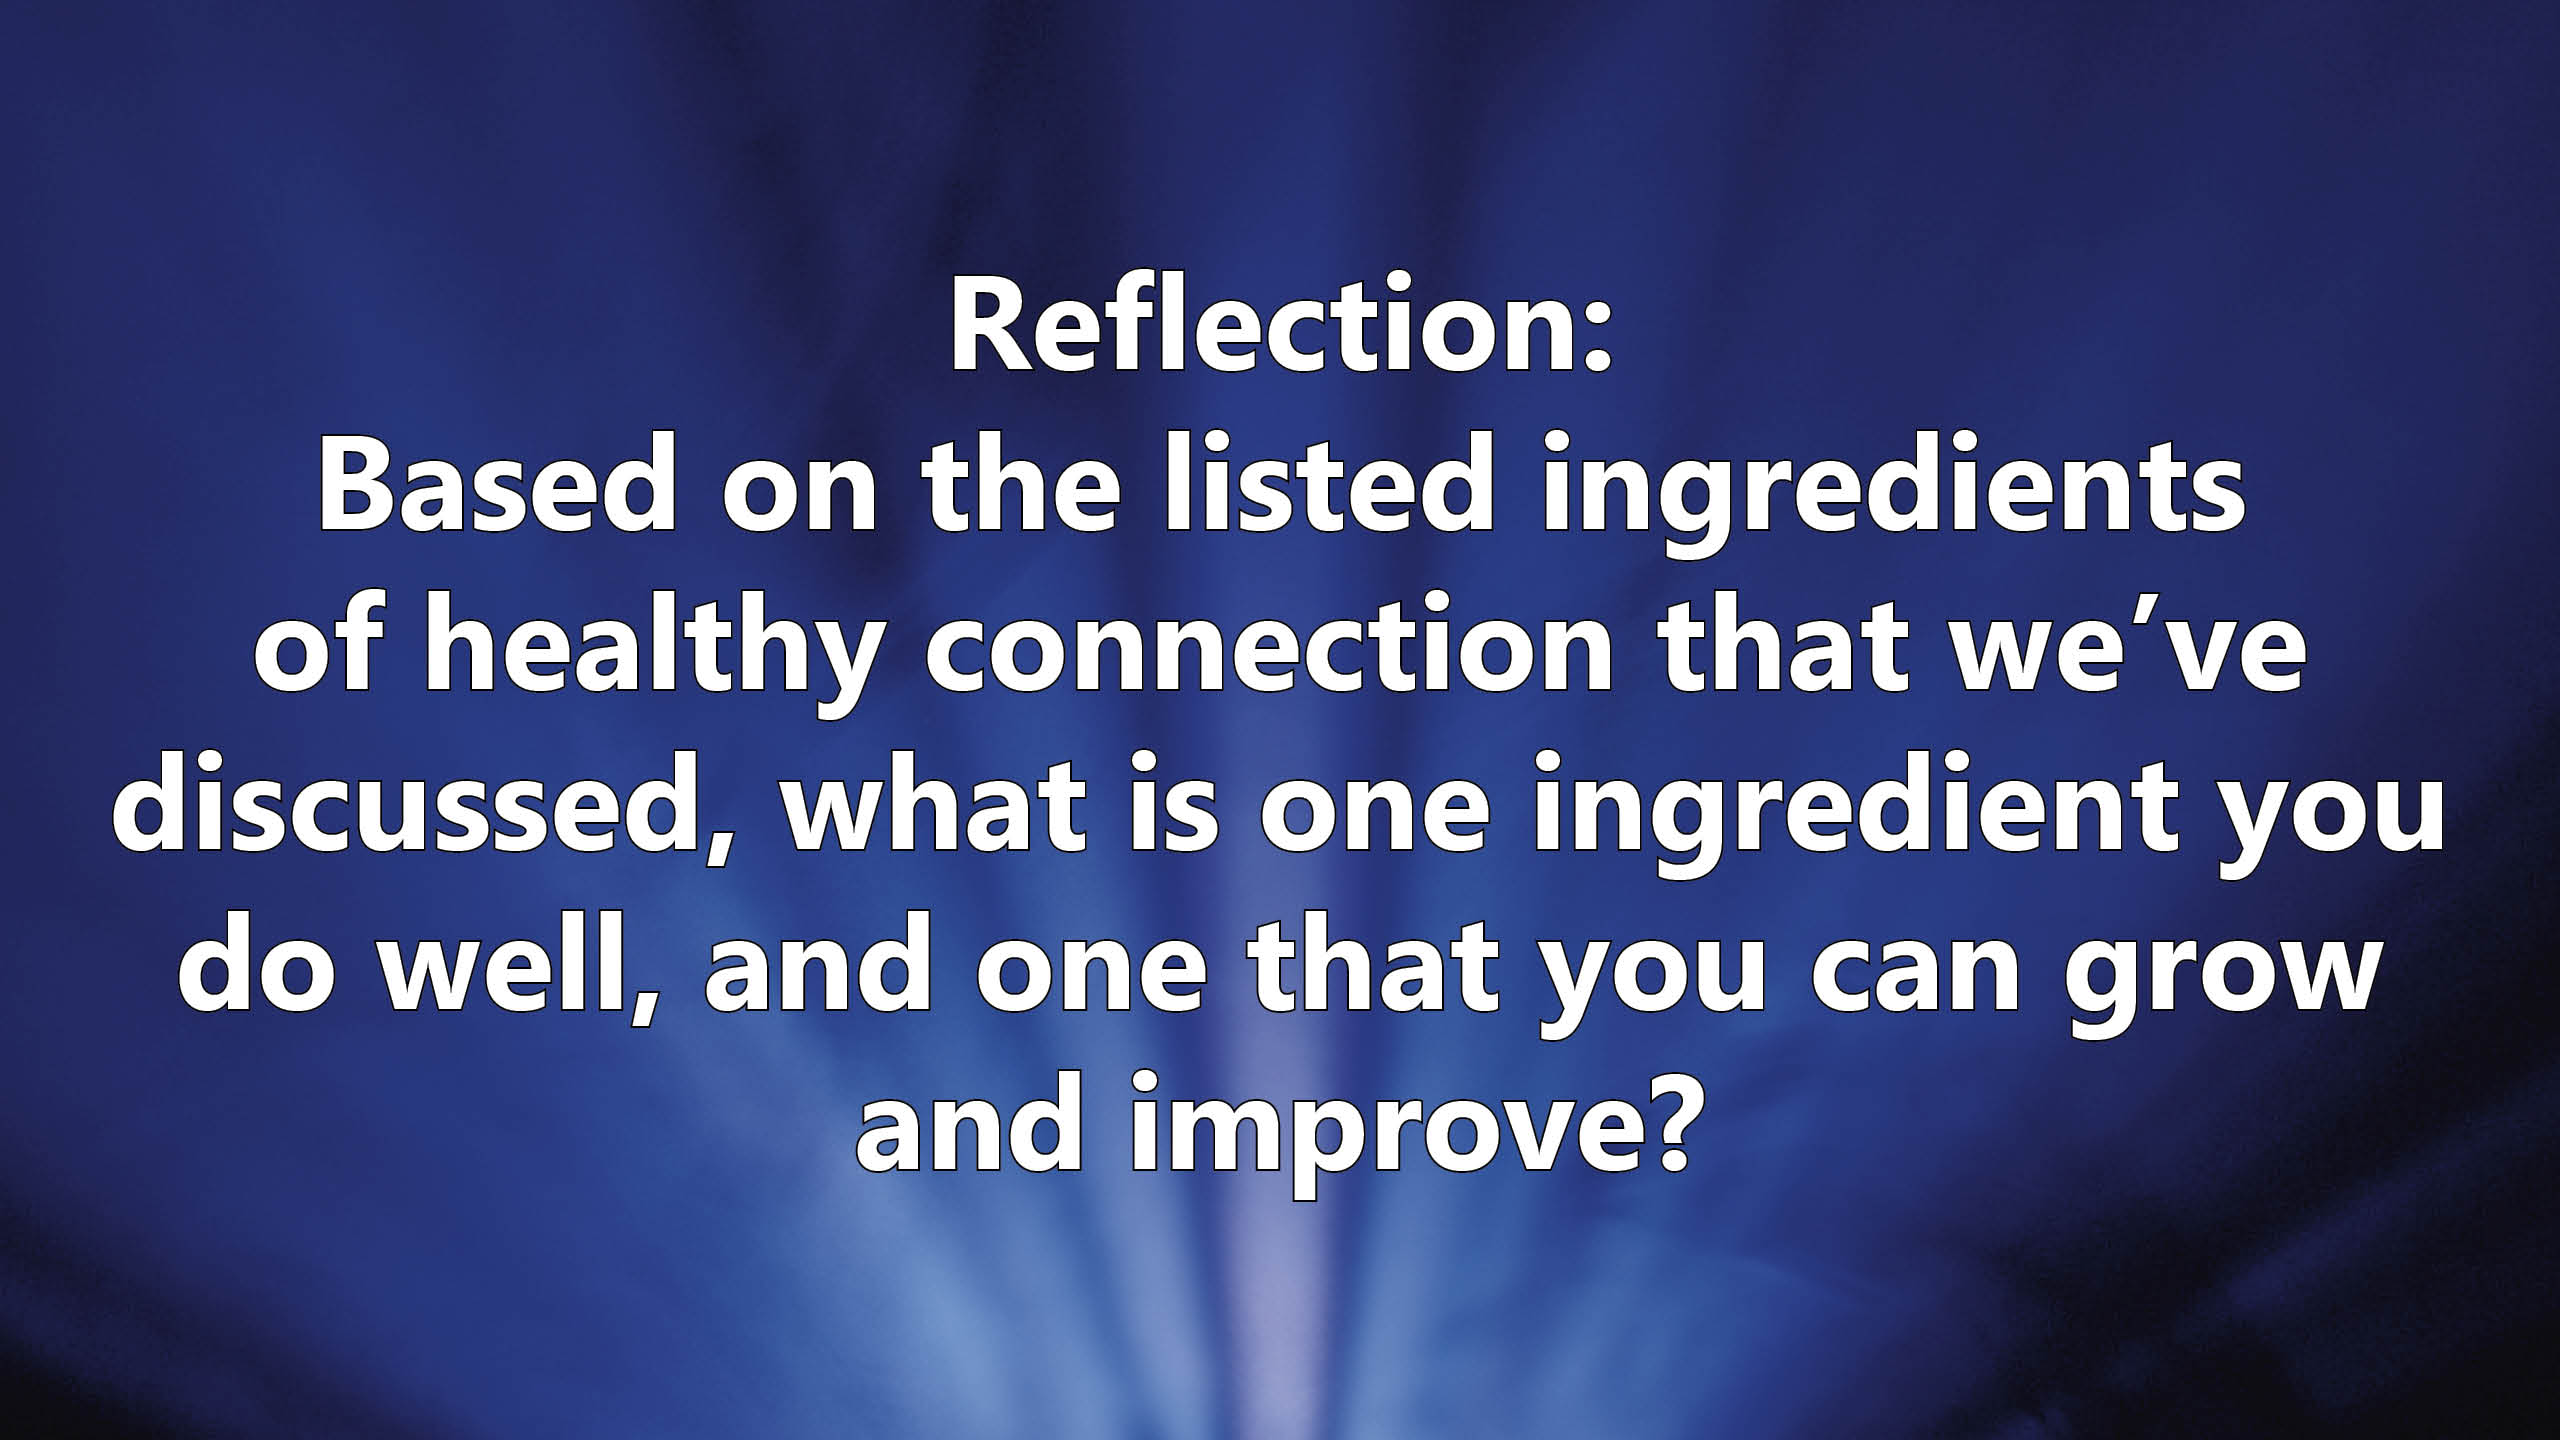 Reflection:
Based on the listed ingredients
of healthy connection that we’ve
discussed, what is one ingredient you
do well, and one that you can grow
and improve?